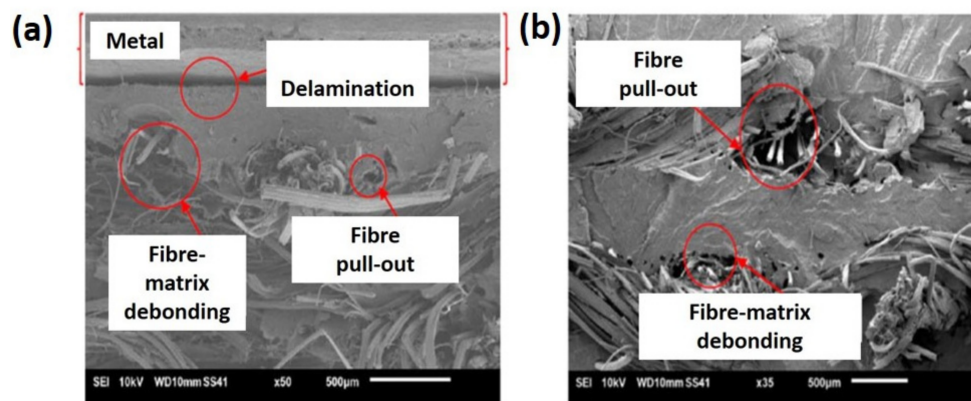 (a)
Metal
Delamination
Fibre-
matrix
debonding
Fibre
pull-out
SEI 10kV WD10mm SS41 x50 500µm
(b)
Fibre
pull-out
Fibre-matrix
debonding
SEI 10kV WD10mm SS41 x35 500µm